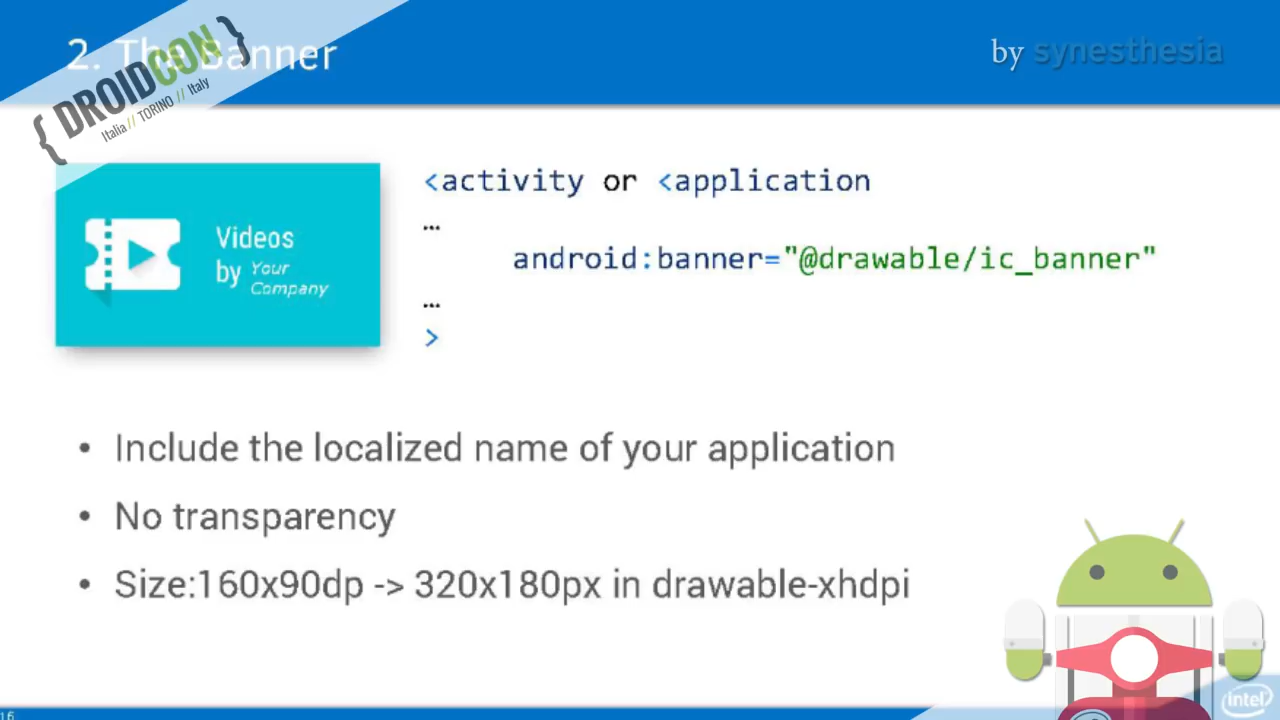 2. The Banner
by synesthesia
{ DROIDCON }
Italia // TORINO // Italy
Videos
by Your
Company
<activity or <application
…
android:banner="@drawable/ic_banner"
…
>
• Include the localized name of your application
• No transparency
• Size:160x90dp -> 320x180px in drawable-xhdpi
16
intel